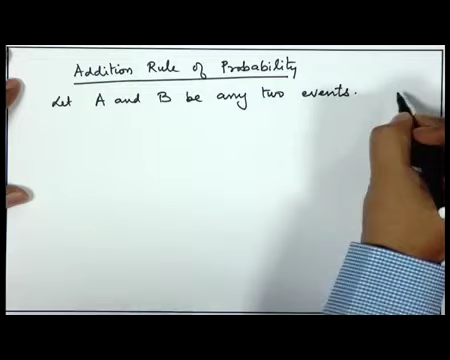 Addition Rule of Probability
Let A and B be any two events.